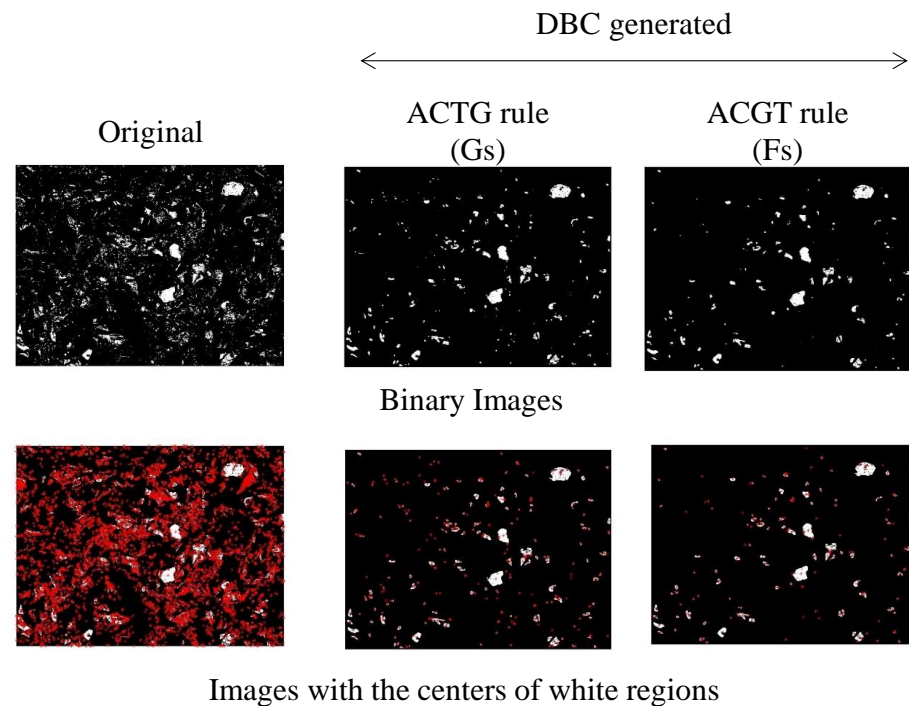 DBC generated
Original
ACTG rule
(Gs)
ACGT rule
(Fs)
Binary Images
Images with the centers of white regions